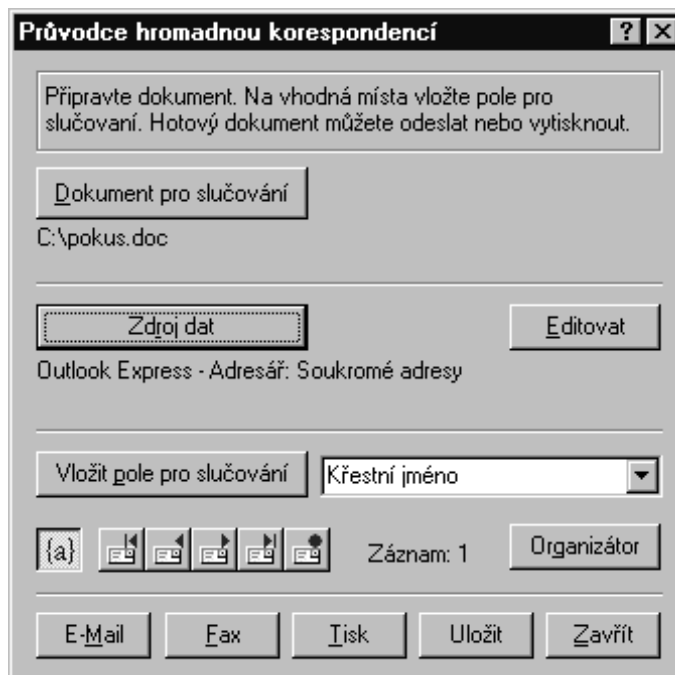 Průvodce hromadnou korespondencí
Připravte dokument. Na vhodná místa vložte pole pro
slučovaní. Hotový dokument můžete odeslat nebo vytisknout.
Dokument pro slučování
C:\pokus.doc
Zdroj dat
Editovat
Outlook Express - Adresář: Soukromé adresy
Vložit pole pro slučování
Křestní jméno
{a}
Záznam: 1
Organizátor
E-Mail
Fax
Tisk
Uložit
Zavřít